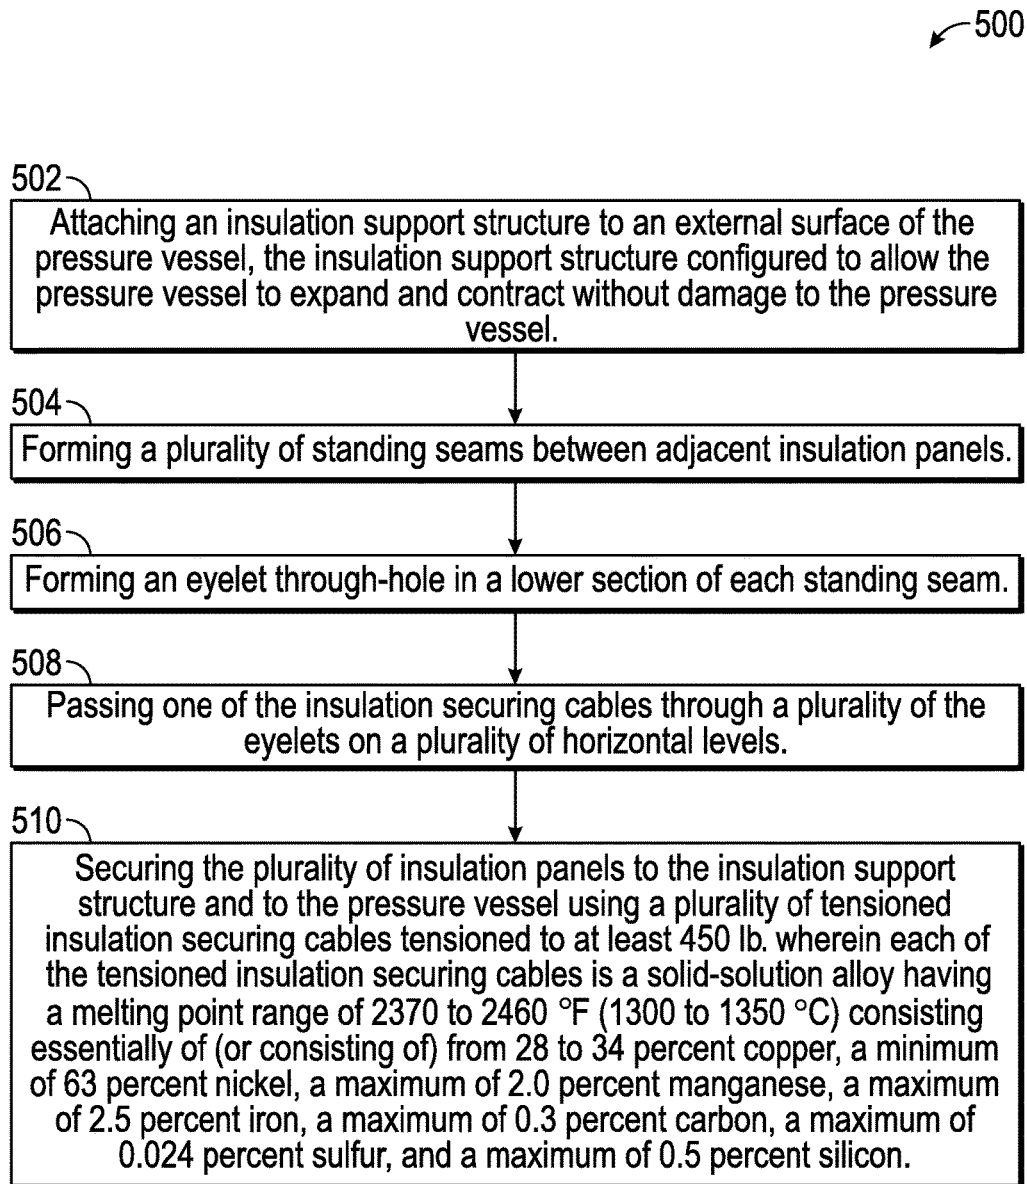 500
502
Attaching an insulation support structure to an external surface of the
pressure vessel, the insulation support structure configured to allow the
pressure vessel to expand and contract without damage to the pressure
vessel.
504
Forming a plurality of standing seams between adjacent insulation panels.
506
Forming an eyelet through-hole in a lower section of each standing seam.
508
Passing one of the insulation securing cables through a plurality of the
eyelets on a plurality of horizontal levels.
510
Securing the plurality of insulation panels to the insulation support
structure and to the pressure vessel using a plurality of tensioned
insulation securing cables tensioned to at least 450 lb. wherein each of
the tensioned insulation securing cables is a solid-solution alloy having
a melting point range of 2370 to 2460 °F (1300 to 1350 °C) consisting
essentially of (or consisting of) from 28 to 34 percent copper, a minimum
of 63 percent nickel, a maximum of 2.0 percent manganese, a maximum
of 2.5 percent iron, a maximum of 0.3 percent carbon, a maximum of
0.024 percent sulfur, and a maximum of 0.5 percent silicon.